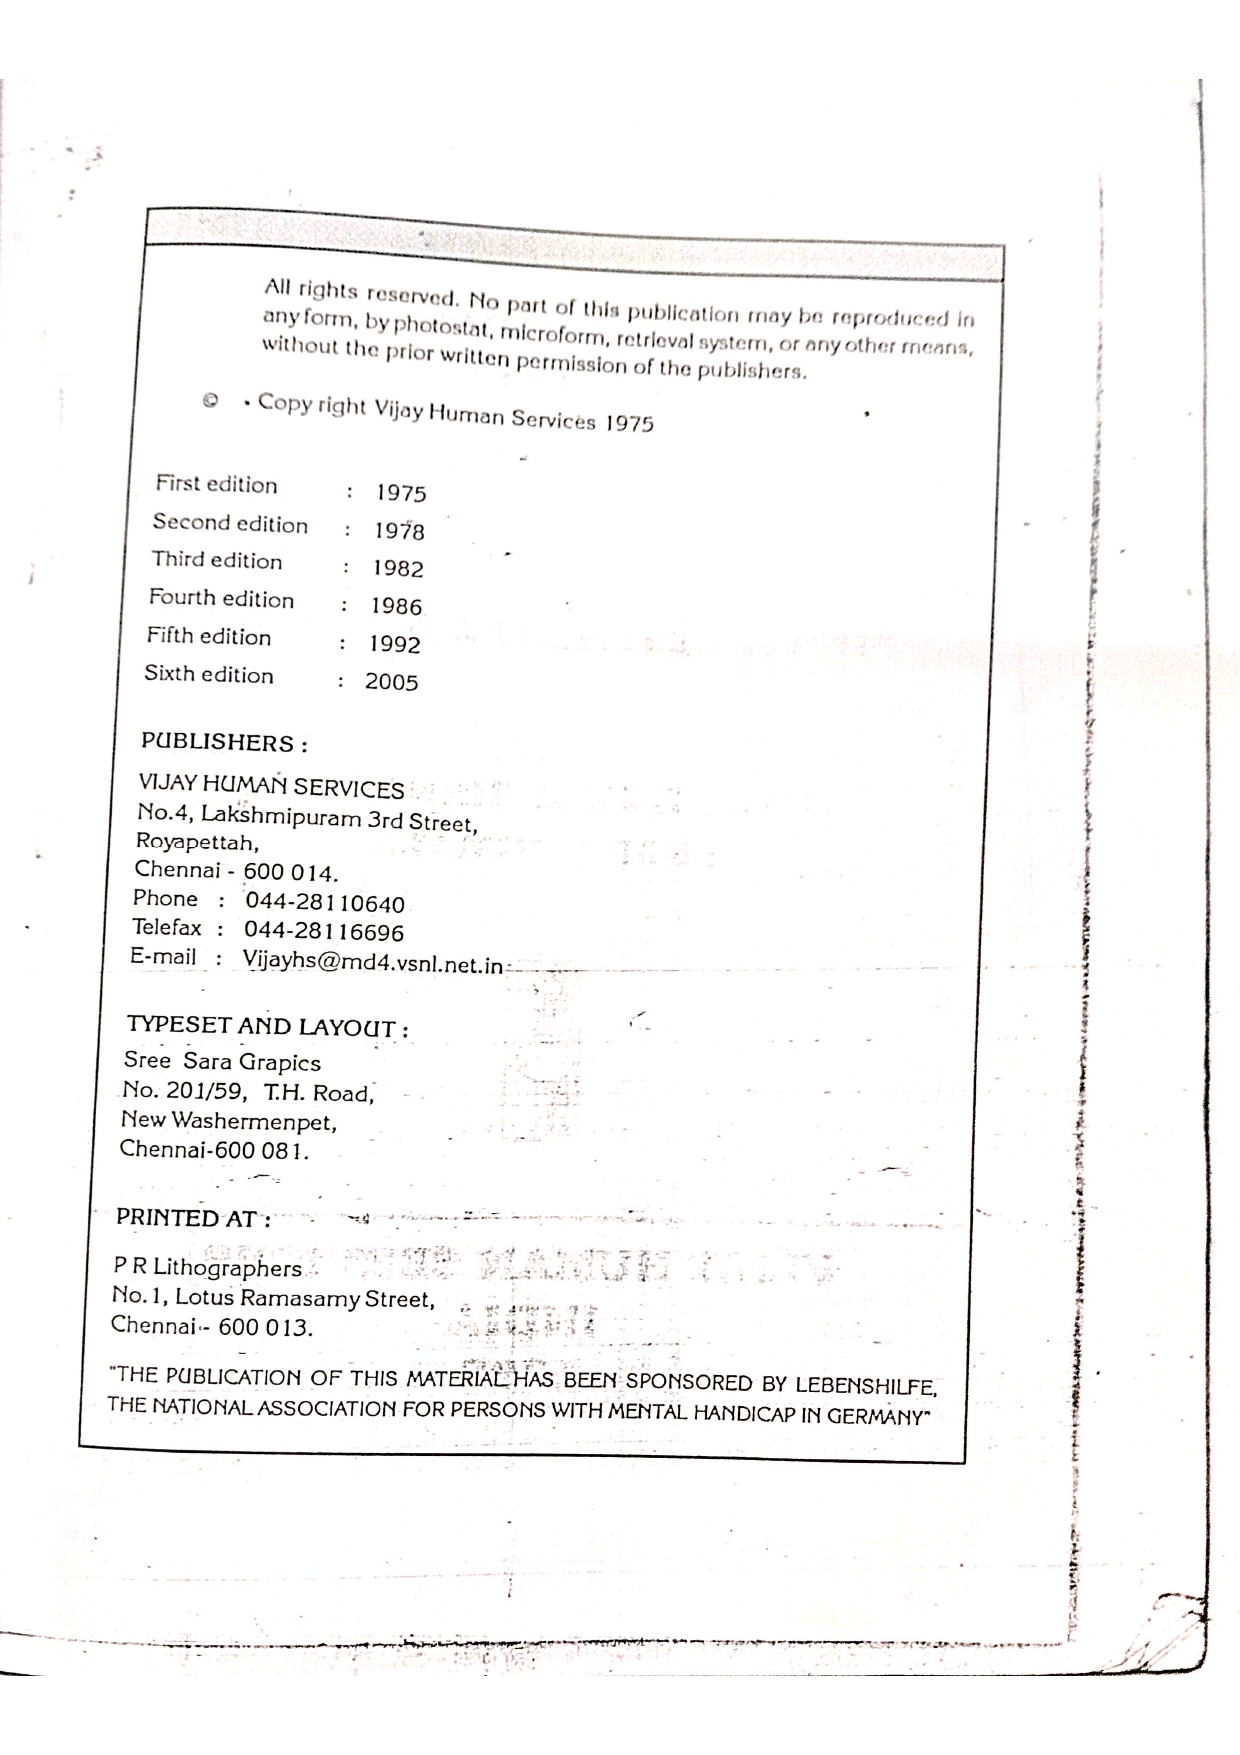 All rights reserved. No part of this publication may be reproduced in
any form, by photostat, microform, retrieval system, or any other means,
without the prior written permission of the publishers.
© Copy right Vijay Human Services 1975
First edition : 1975
Second edition : 1978
Third edition : 1982
Fourth edition : 1986
Fifth edition : 1992
Sixth edition : 2005
PUBLISHERS :
VIJAY HUMAN SERVICES
No.4, Lakshmipuram 3rd Street,
Royapettah,
Chennai - 600 014.
Phone : 044-28110640
Telefax : 044-28116696
E-mail : Vijayhs@md4.vsnl.net.in
TYPESET AND LAYOUT :
Sree Sara Grapics
No. 201/59, T.H. Road,
New Washermenpet,
Chennai-600 081.
PRINTED AT :
P R Lithographers
No.1, Lotus Ramasamy Street,
Chennai - 600 013.
"THE PUBLICATION OF THIS MATERIAL HAS BEEN SPONSORED BY LEBENSHILFE,
THE NATIONAL ASSOCIATION FOR PERSONS WITH MENTAL HANDICAP IN GERMANY"